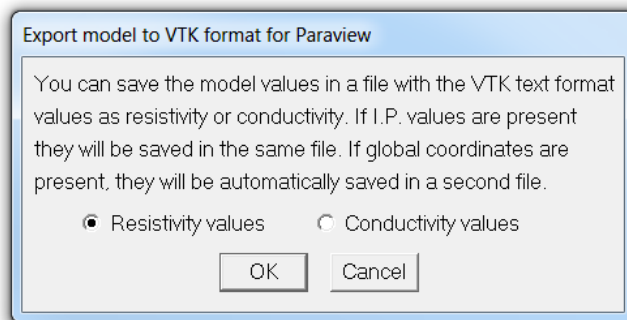 Export model to VTK format for Paraview
You can save the model values in a file with the VTK text format
values as resistivity or conductivity. If I.P. values are present
they will be saved in the same file. If global coordinates are
present, they will be automatically saved in a second file.
Resistivity values Conductivity values
OK Cancel